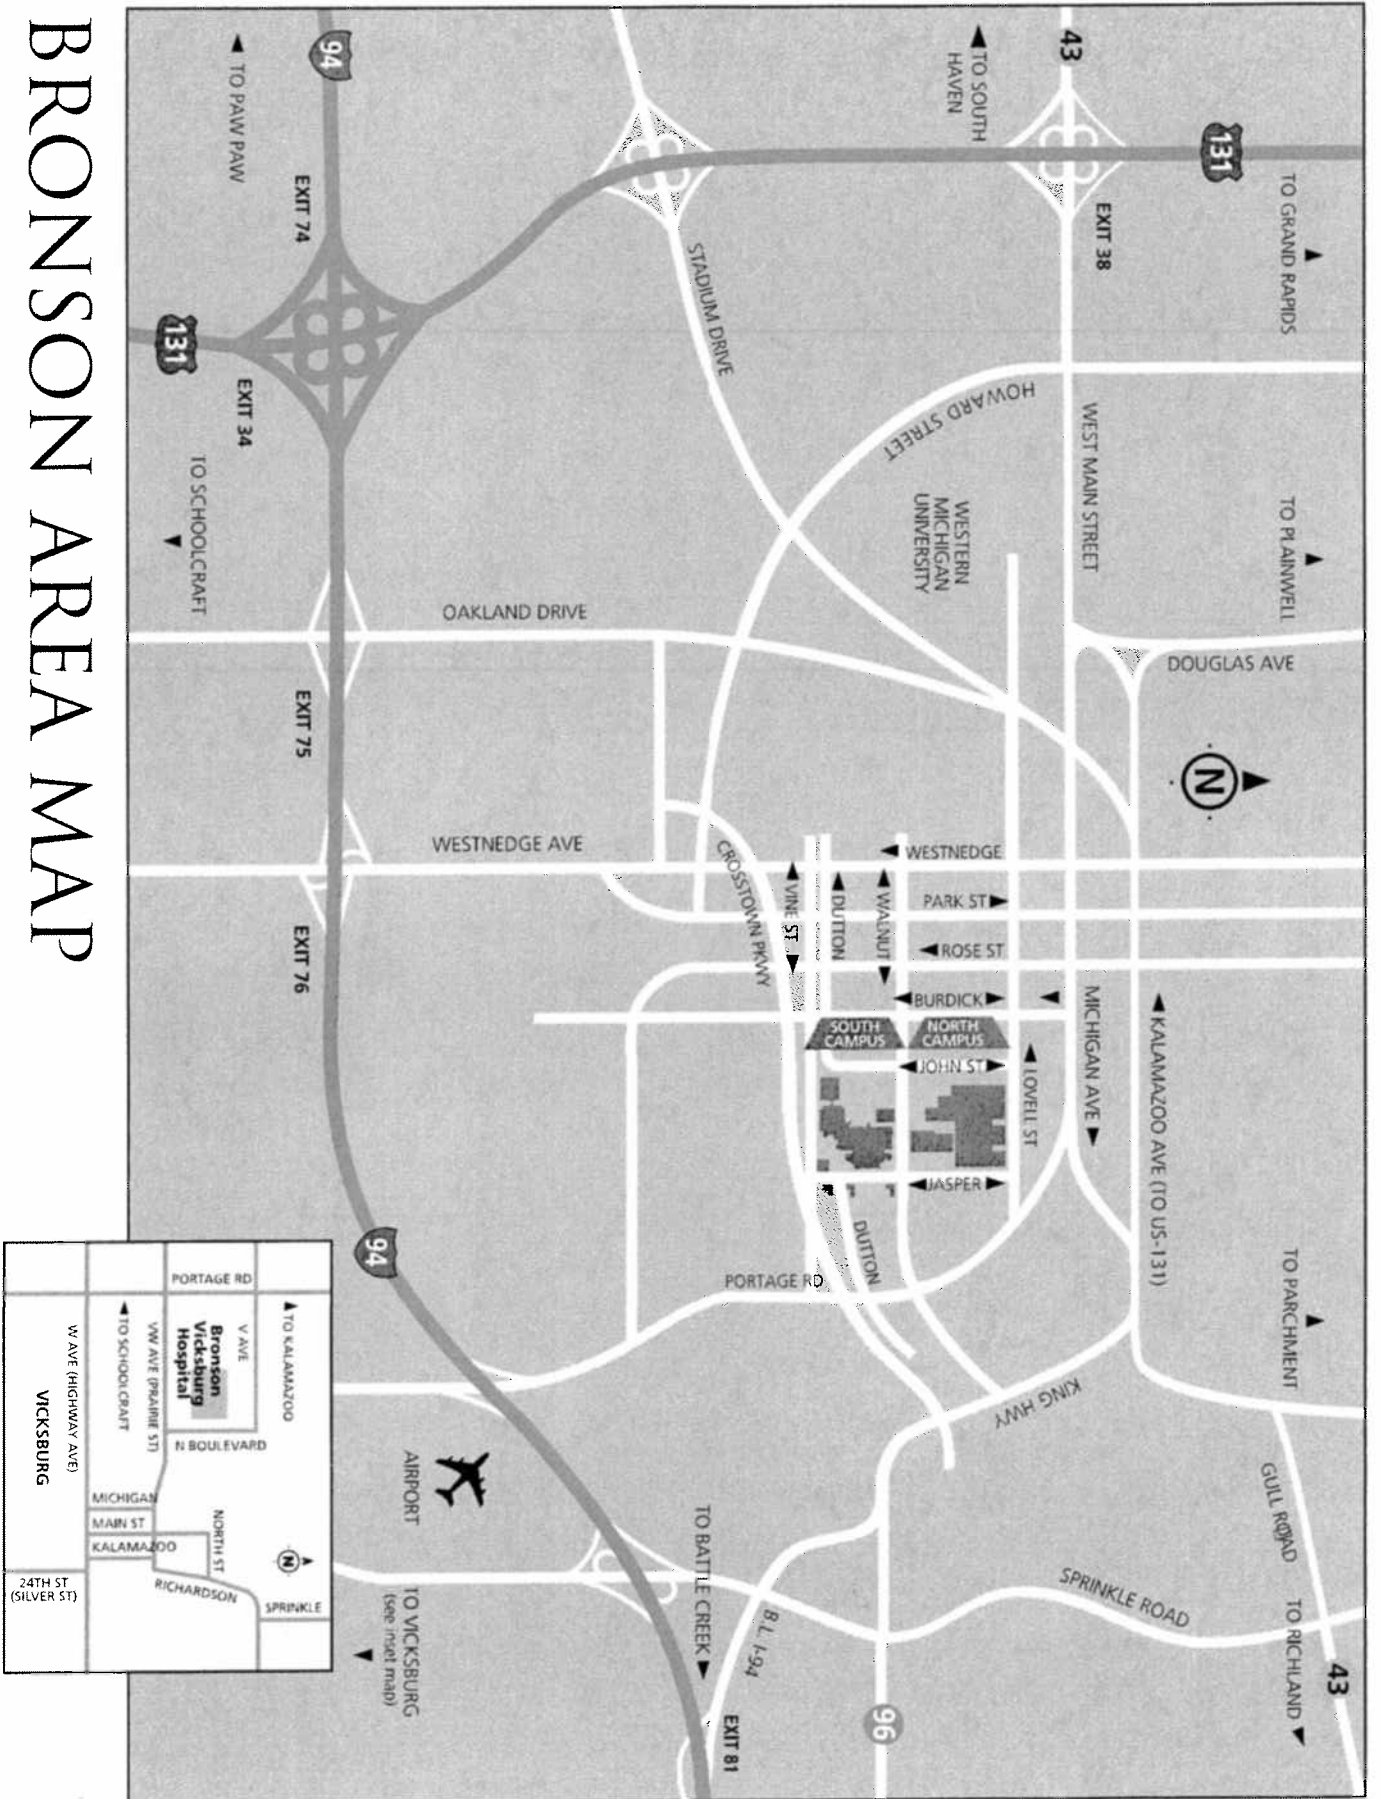 BRONSON AREA MAP
43
131
TO GRAND RAPIDS
TO SOUTH
HAVEN
EXIT 38
94
TO PAW PAW
EXIT 74
131
EXIT 34
TO SCHOOLCRAFT
STADIUM DRIVE
HOWARD STREET
WEST MAIN STREET
WESTERN
MICHIGAN
UNIVERSITY
TO PLAINWELL
DOUGLAS AVE
N
OAKLAND DRIVE
EXIT 75
WESTNEDGE AVE
EXIT 76
CROSSTOWN PKWY
VINE ST
DUTTON
WALNUT
WESTNEDGE
PARK ST
ROSE ST
BURDICK
SOUTH
CAMPUS
NORTH
CAMPUS
JOHN ST
LOVELL ST
MICHIGAN AVE
KALAMAZOO AVE (TO US-131)
JASPER
DUTTON
PORTAGE RD
94
KING HWY
TO PARCHMENT
GULL ROAD
AIRPORT
TO BATTLE CREEK
SPRINKLE ROAD
TO RICHLAND
43
B.L. I-94
96
EXIT 81
TO VICKSBURG
(see inset map)
PORTAGE RD
TO KALAMAZOO
V AVE
Bronson
Vicksburg
Hospital
VW AVE (PRAIRIE ST)
TO SCHOOLCRAFT
W AVE (HIGHWAY AVE)
VICKSBURG
N BOULEVARD
MICHIGAN
MAIN ST
KALAMAZOO
NORTH ST
N
RICHARDSON
SPRINKLE
24TH ST
(SILVER ST)